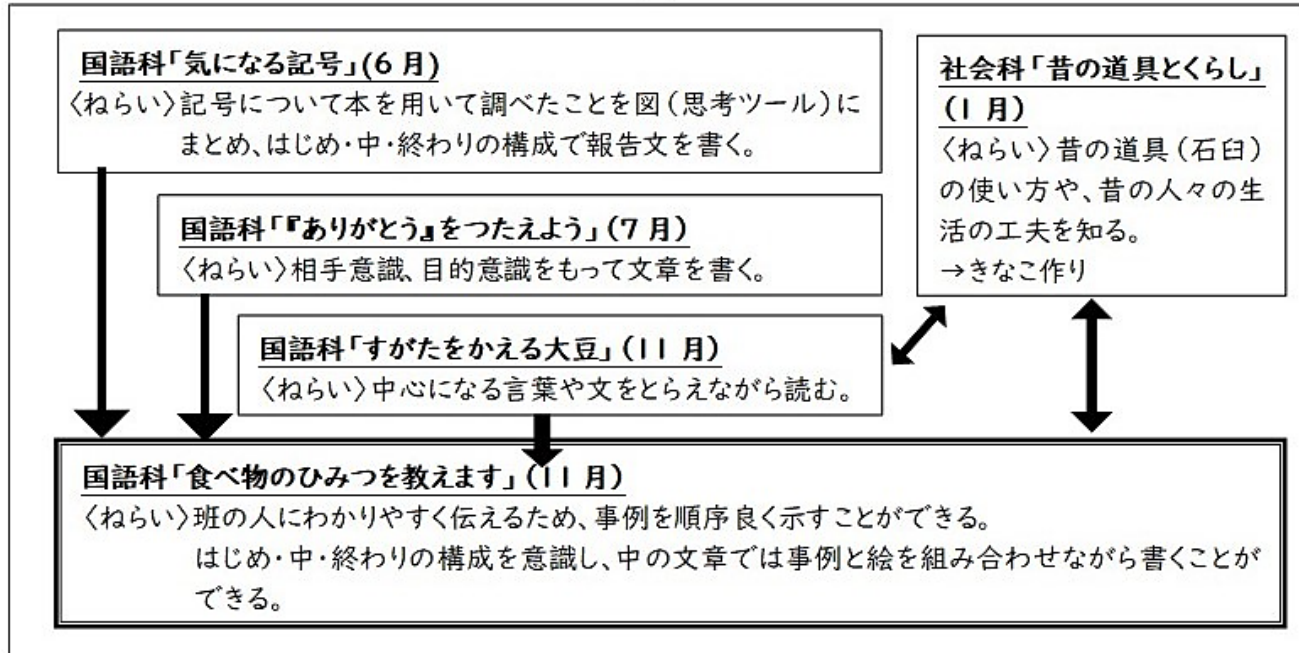 国語科「気になる記号」(6月)
〈ねらい〉記号について本を用いて調べたことを図(思考ツール)に
まとめ、はじめ・中・終わりの構成で報告文を書く。
社会科「昔の道具とくらし」
(1月)
〈ねらい〉昔の道具(石臼)
の使い方や、昔の人々の生
活の工夫を知る。
→きなこ作り
国語科「『ありがとう』をつたえよう」(7月)
〈ねらい〉相手意識、目的意識をもって文章を書く。
国語科「すがたをかえる大豆」(11月)
〈ねらい〉中心になる言葉や文をとらえながら読む。
国語科「食べ物のひみつを教えます」(11月)
〈ねらい〉班の人にわかりやすく伝えるため、事例を順序良く示すことができる。
はじめ・中・終わりの構成を意識し、中の文章では事例と絵を組み合わせながら書くことが
できる。